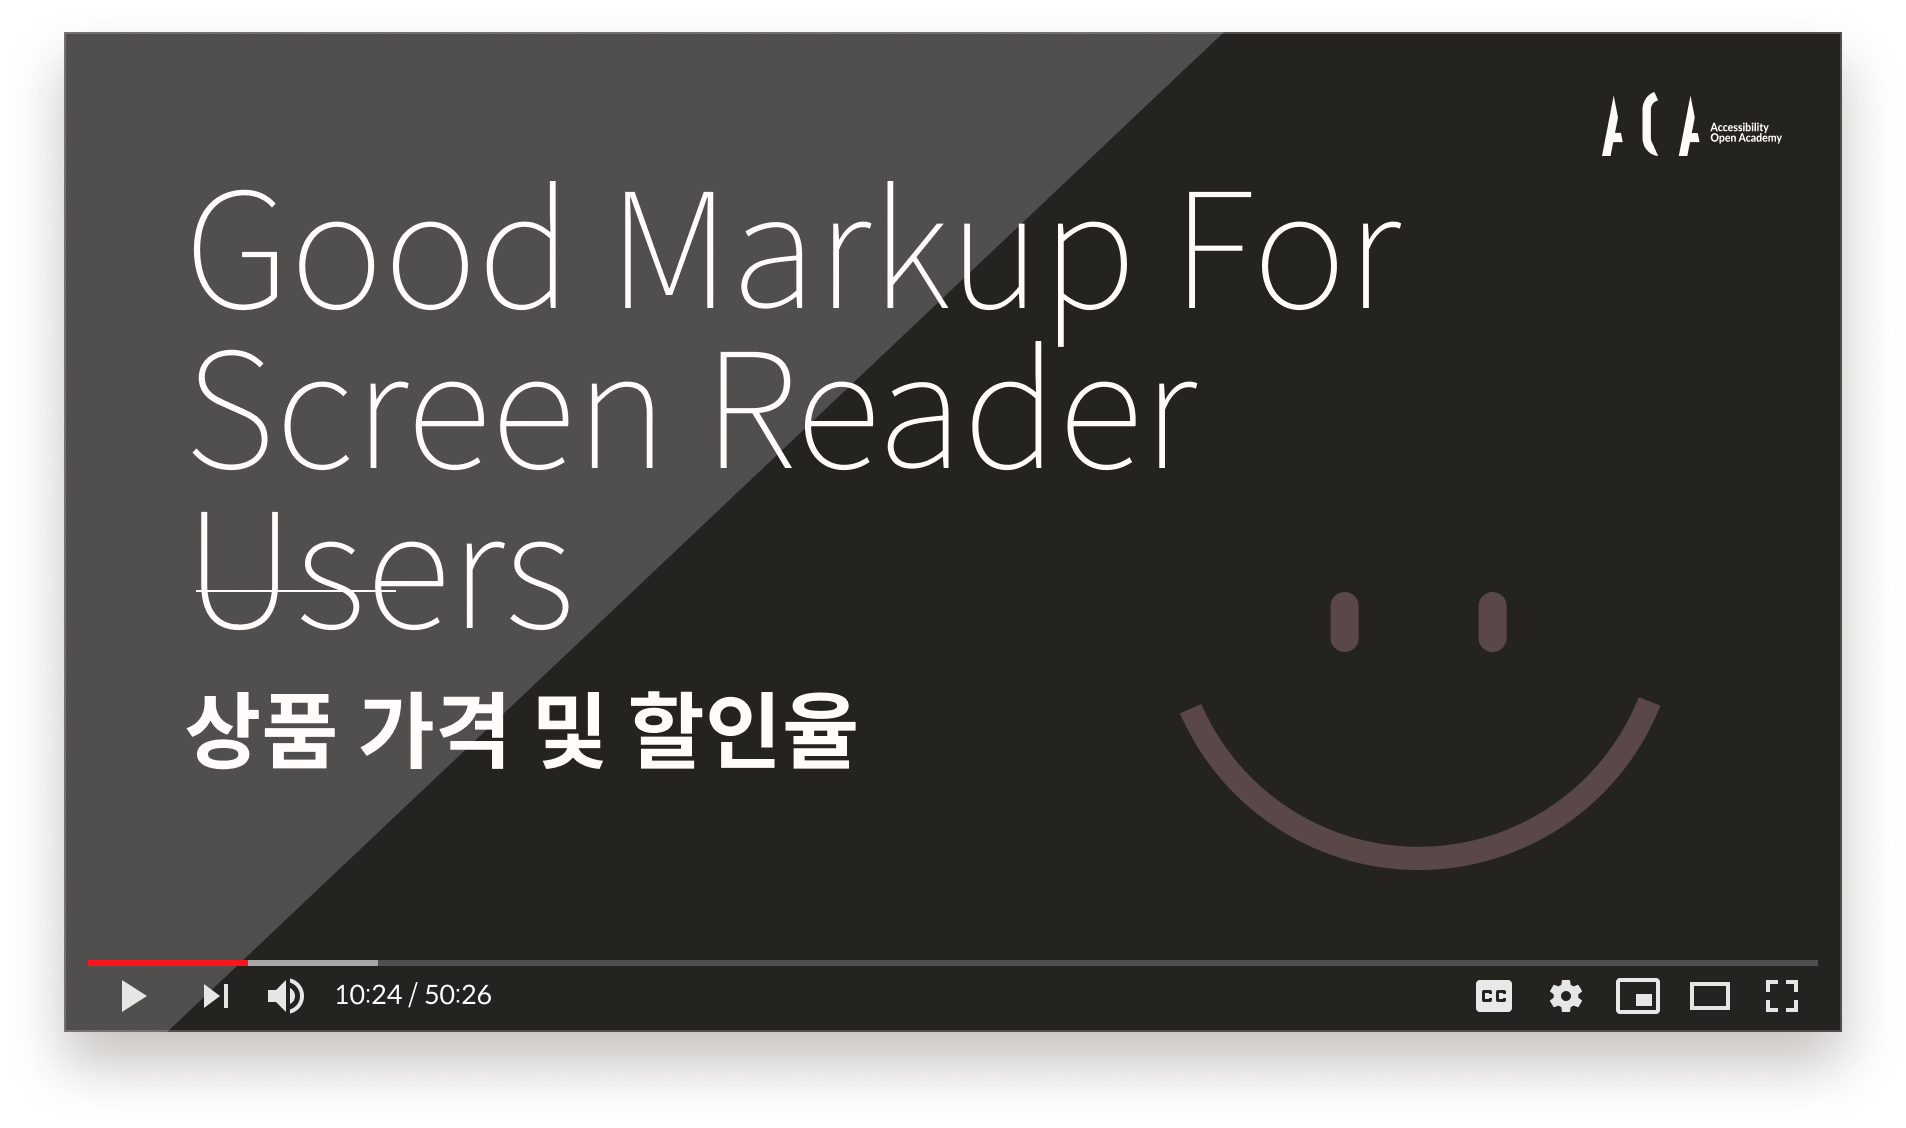 ACA Accessibility
Open Academy
Good Markup For
Screen Reader
Users
상품 가격 및 할인율
10:24 / 50:26
CC